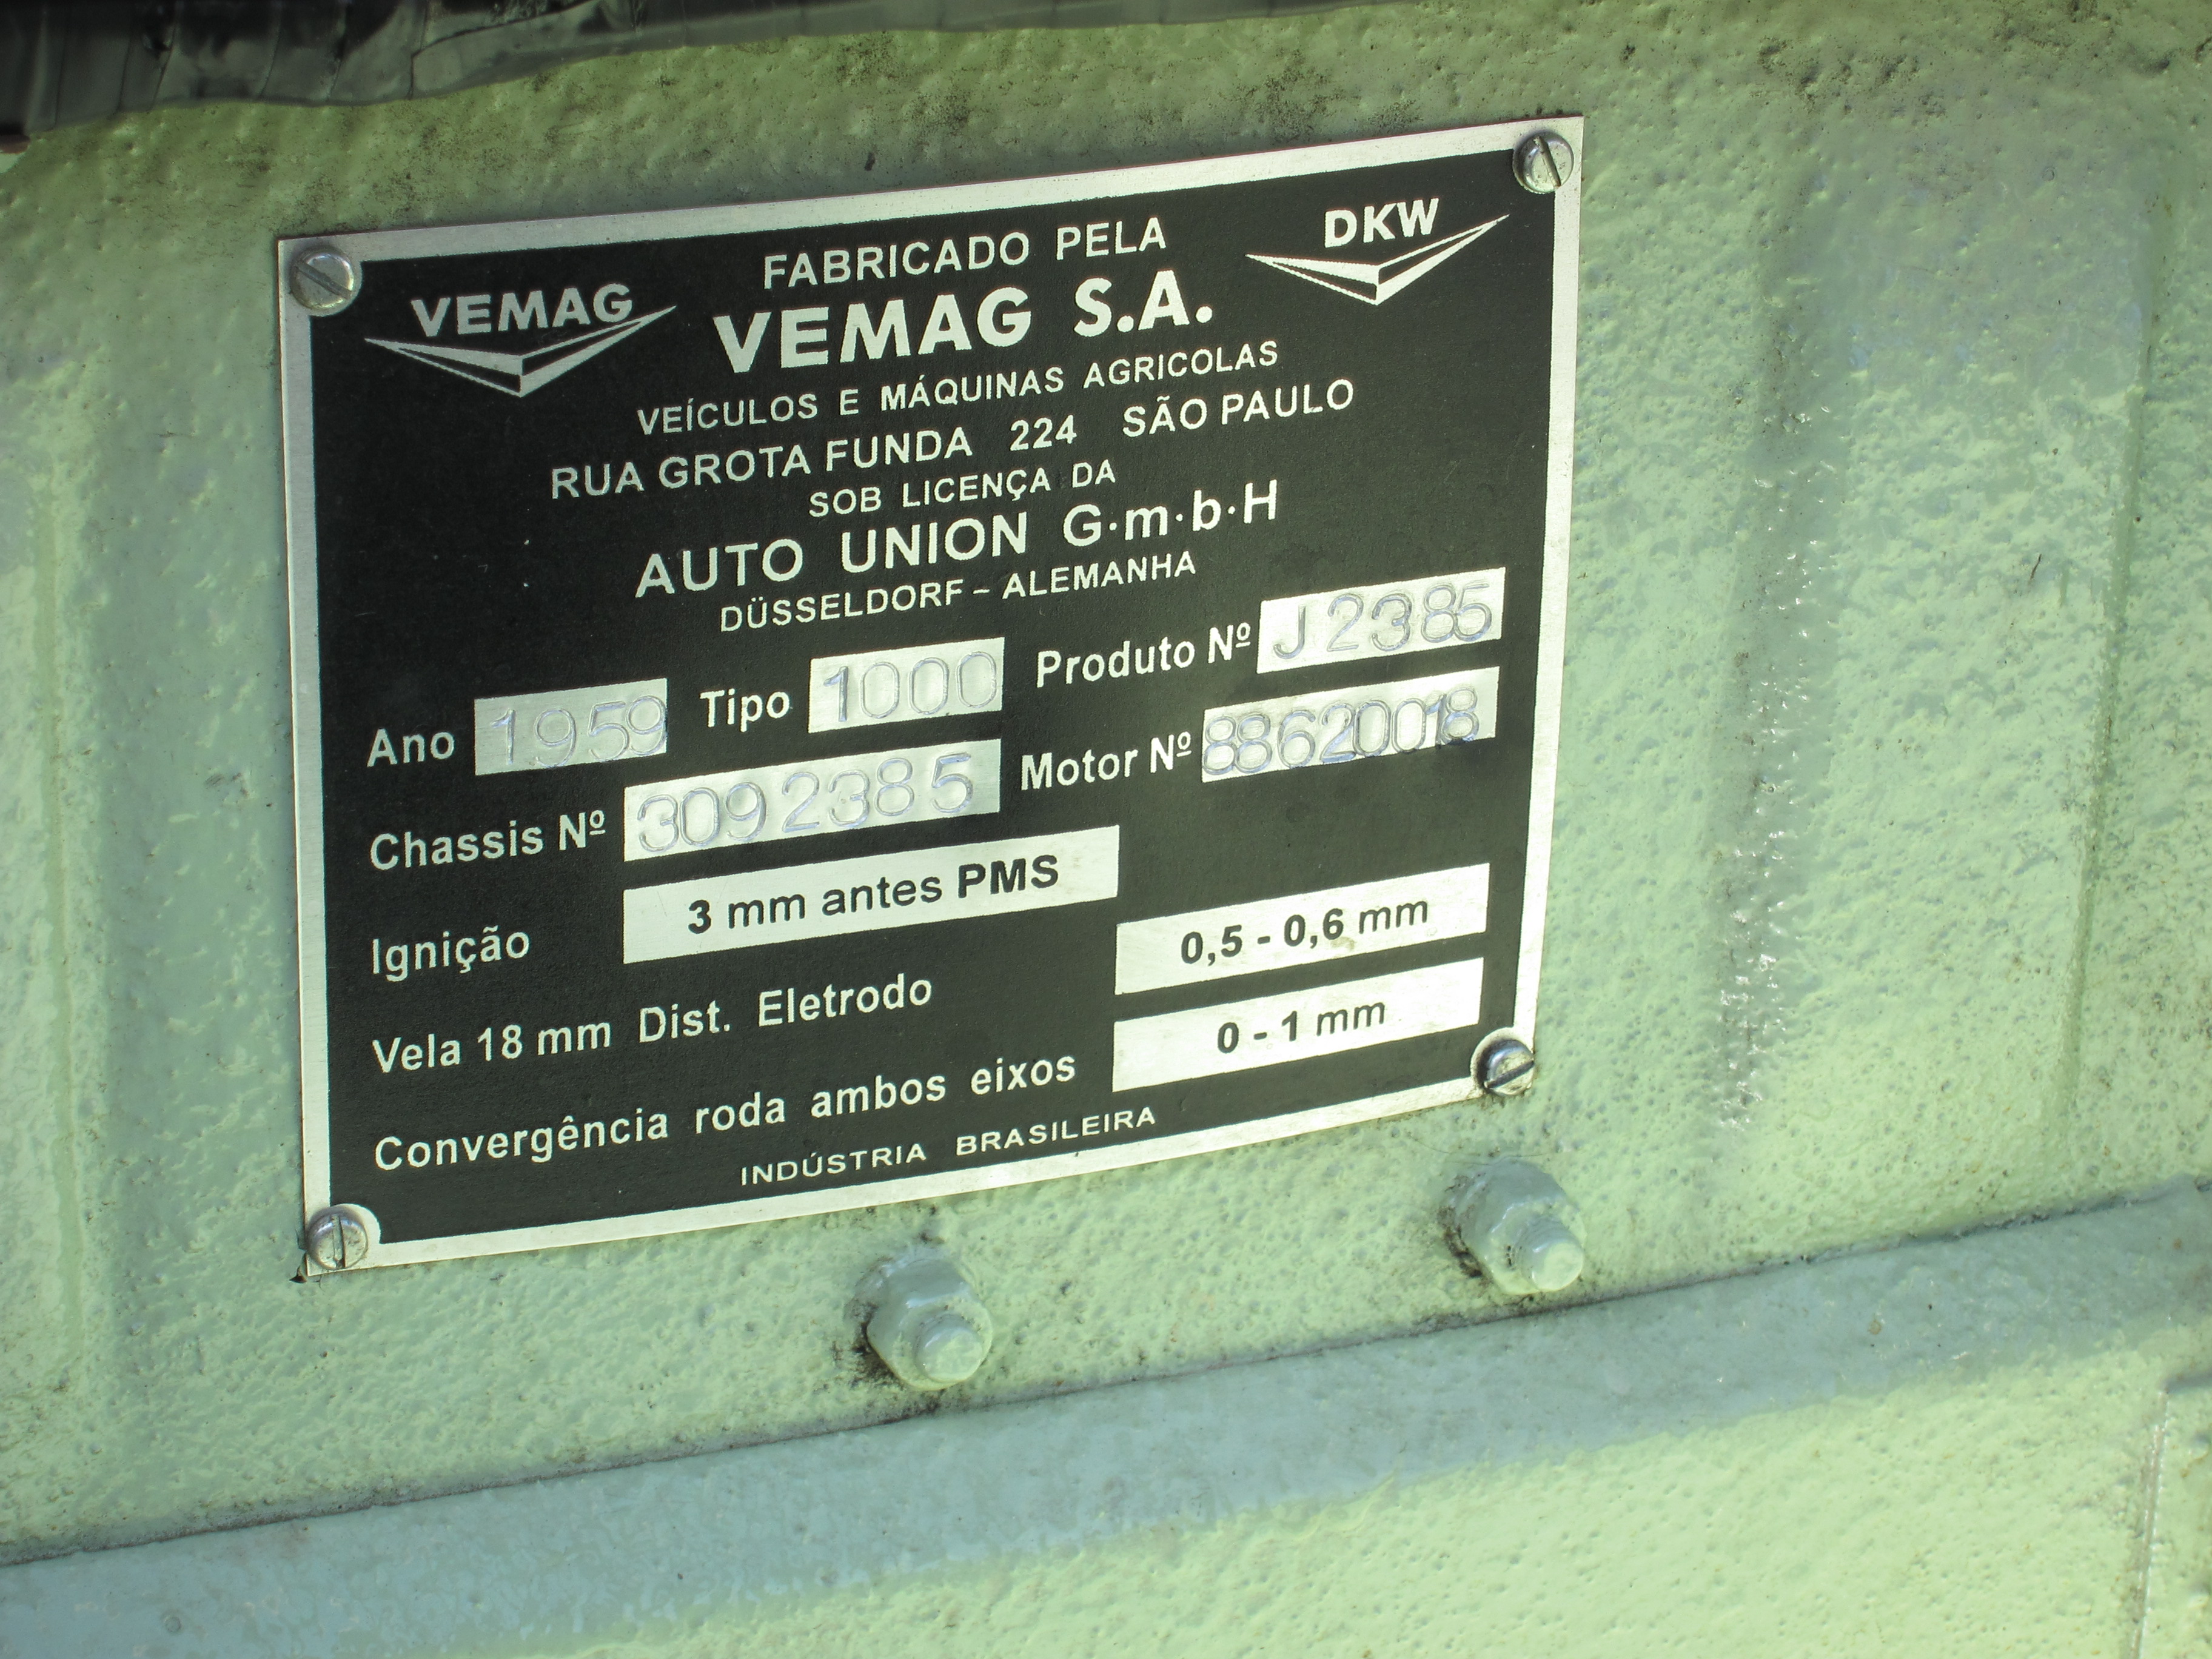 VEMAG
DKW
FABRICADO PELA
VEMAG S.A.
VEÍCULOS E MÁQUINAS AGRICOLAS
RUA GROTA FUNDA 224 SÃO PAULO
SOB LICENÇA DA
AUTO UNION G·m·b·H
DÜSSELDORF – ALEMANHA
Ano 1959 Tipo 1000 Produto Nº J2385
Chassis Nº 3092385 Motor Nº 88620018
Ignição 3 mm antes PMS
Vela 18 mm Dist. Eletrodo 0,5 - 0,6 mm
Convergência roda ambos eixos 0 - 1 mm
INDÚSTRIA BRASILEIRA